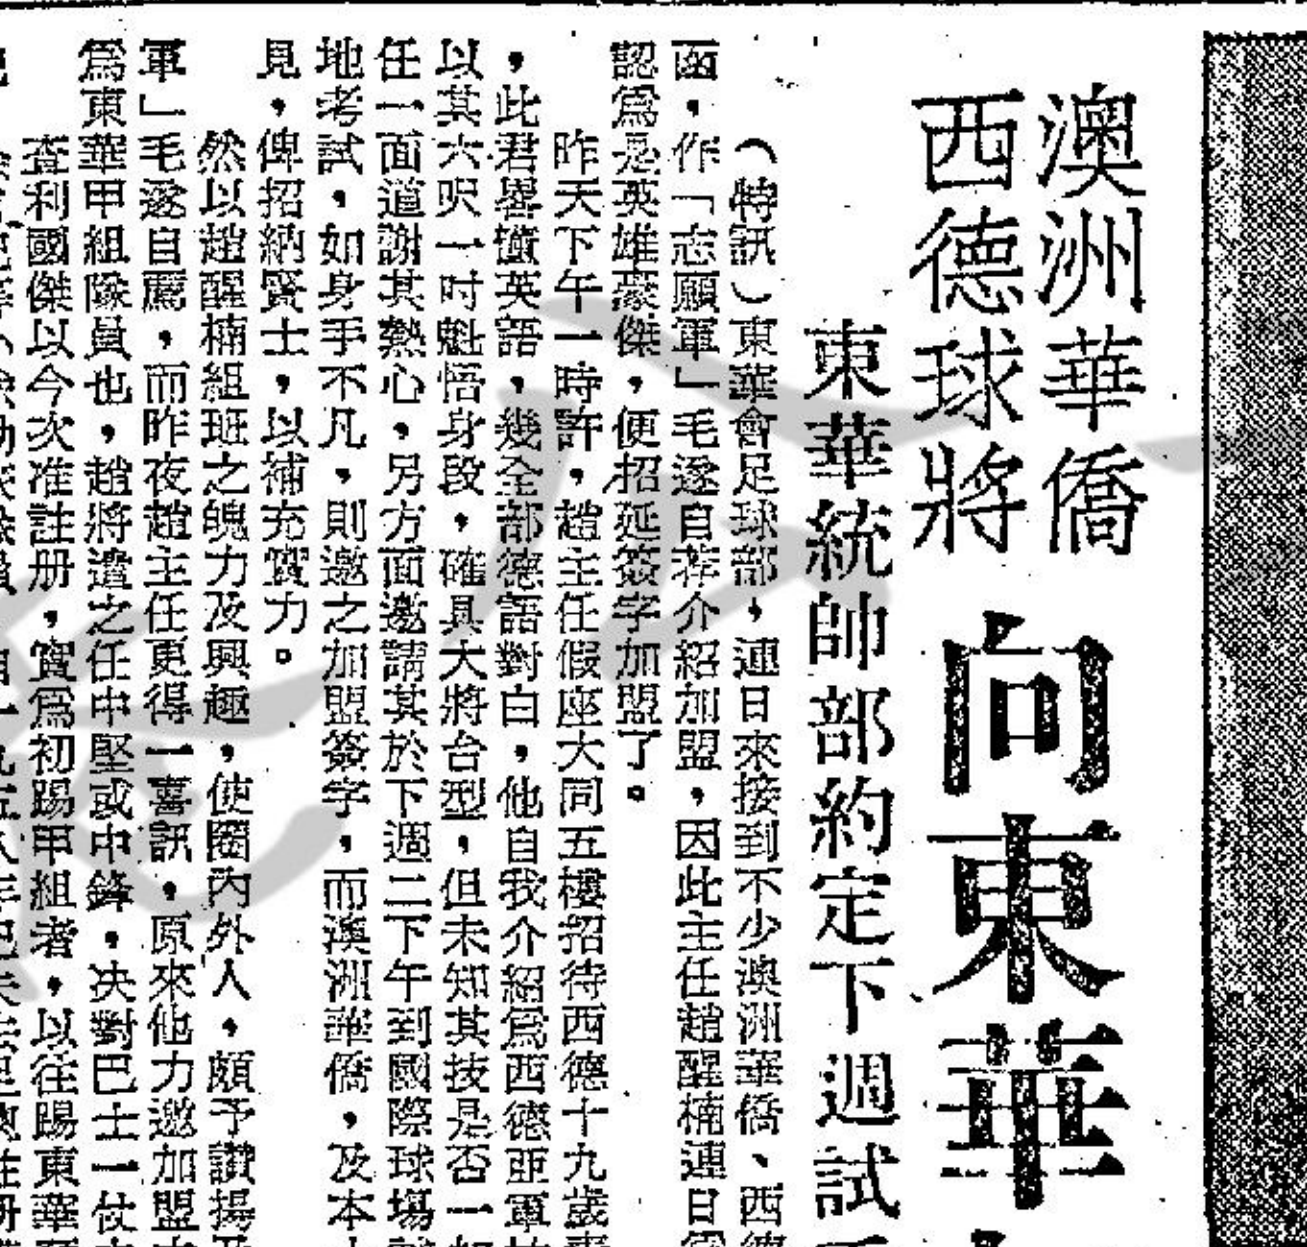 澳洲華僑
西德球將
向東華
東華統帥部約定下週試
（特訊）東華會足球部，連日來接到不少澳洲華僑、西德
函，作「志願軍」毛遂自荐介紹加盟，因此主任趙醒楠連日
認爲是英雄豪傑，便招延簽字加盟了。
昨天下午一時許，趙主任假座大同五樓招待西德十九歲
，此君畧懂英語，幾全部德語對白，他自我介紹爲西德亞軍
以其六呎一吋魁梧身段，確具大將台型，但未知其技是否一
任一面道謝其熱心，另方面邀請其於下週二下午到國際球場
地考試，如身手不凡，則邀之加盟簽字，而澳洲華僑，及本
見，俾招納賢士，以補充實力。
然以趙醒楠組班之魄力及興趣，使圈內外人，頗予讚揚
軍」毛遂自薦，而昨夜趙主任更得一喜訊，原來他力邀加盟
爲東華甲組隊員也，趙將遣之任中堅或中鋒，决對巴士一仗
查利國傑以今次准註册，實爲初踢甲組者，以往踢東華